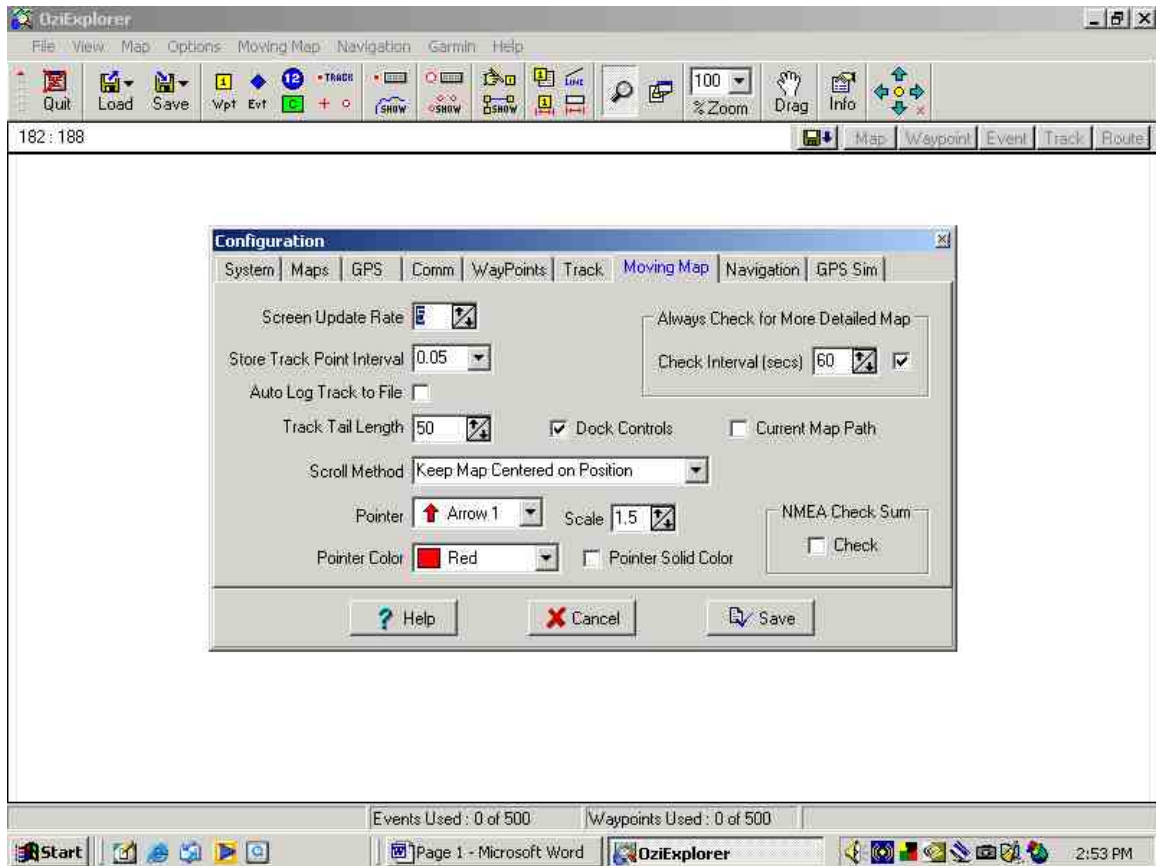 OziExplorer
File View Map Options Moving Map Navigation Garmin Help
Quit Load Save Wpt Evt 1 12 C TRACK SHOW SHOW SHOW LINE 1 1 100 % Zoom Drag Info
182 : 188 Map Waypoint Event Track Route
Configuration
System Maps GPS Comm WayPoints Track Moving Map Navigation GPS Sim
Screen Update Rate
Always Check for More Detailed Map
Store Track Point Interval 0.05
Check Interval (secs) 60
Auto Log Track to File
Track Tail Length 50 Dock Controls Current Map Path
Scroll Method Keep Map Centered on Position
Pointer Arrow 1 Scale 1.5 NMEA Check Sum
Check
Pointer Color Red Pointer Solid Color
? Help Cancel Save
Events Used : 0 of 500 Waypoints Used : 0 of 500
Start Page 1 - Microsoft Word OziExplorer 2:53 PM